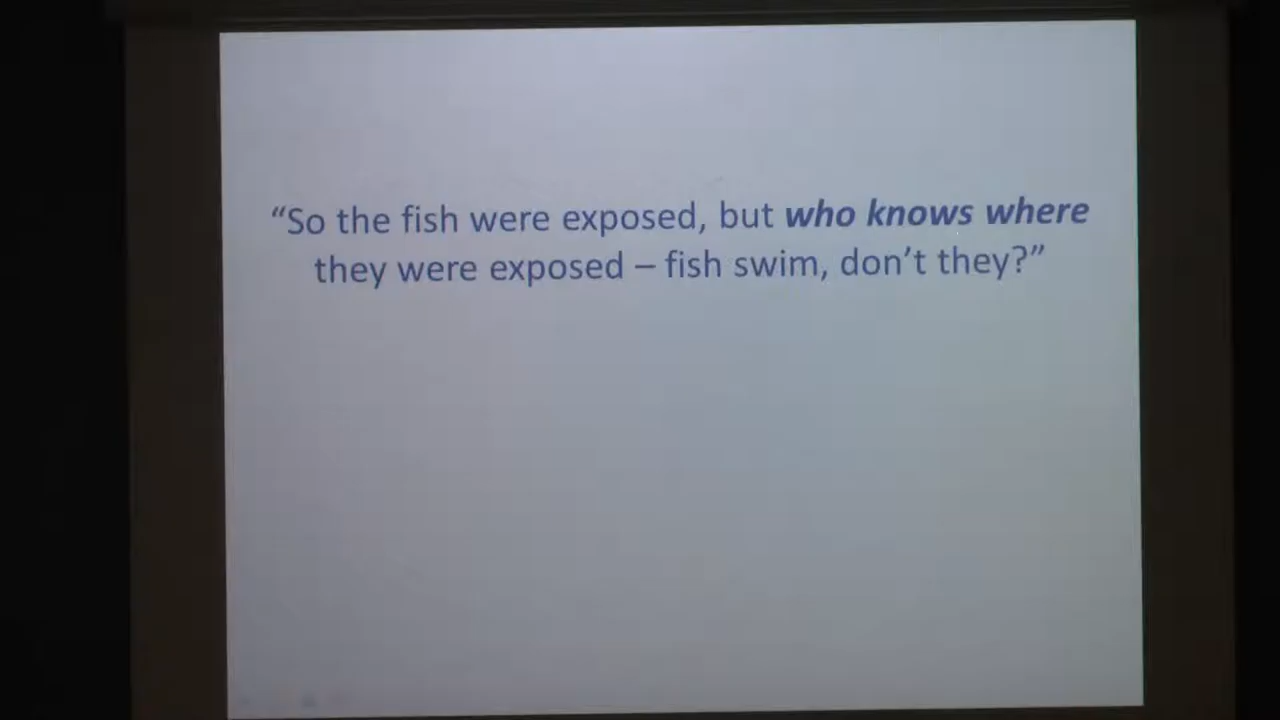 “So the fish were exposed, but who knows where
they were exposed – fish swim, don’t they?”